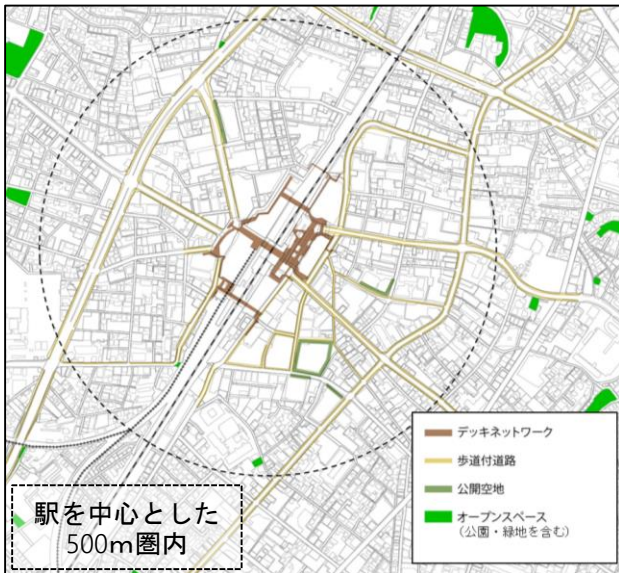 デッキネットワーク
歩道付道路
公開空地
オープンスペース
(公園・緑地を含む)
駅を中心とした
500m圏内